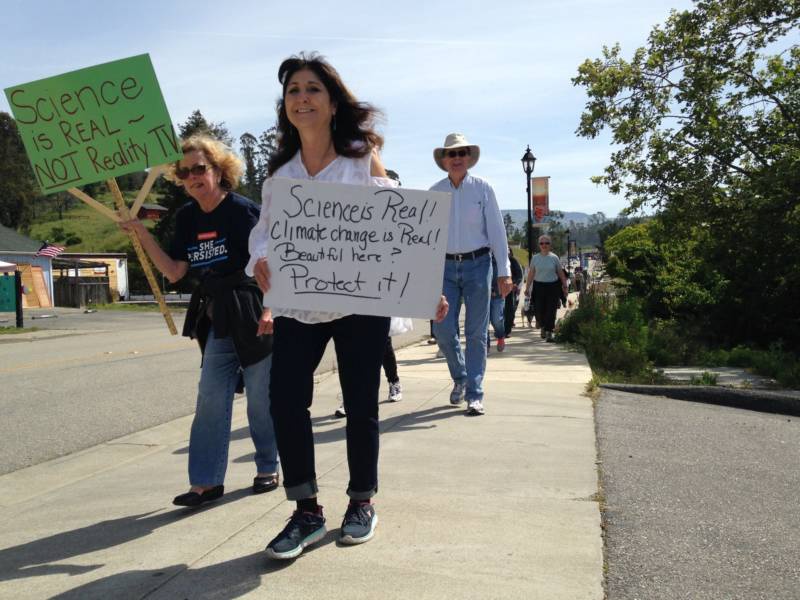 Science
is REAL ~
NOT Reality TV
SHE
PERSISTED.
Science is Real!
Climate change is Real!
Beautiful here?
Protect it!